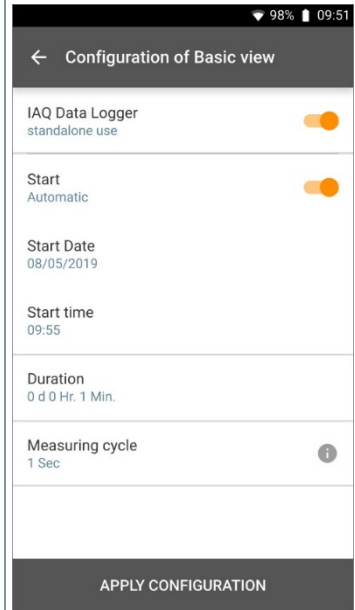 98% 09:51
Configuration of Basic view
IAQ Data Logger
standalone use
Start
Automatic
Start Date
08/05/2019
Start time
09:55
Duration
0 d 0 Hr. 1 Min.
Measuring cycle
1 Sec
APPLY CONFIGURATION